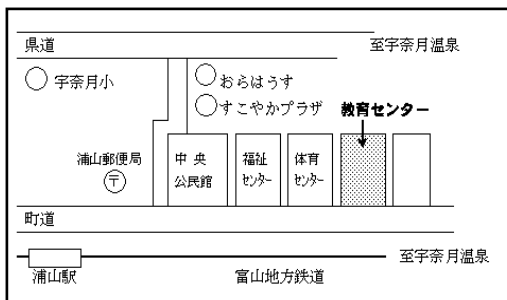 県道
至宇奈月温泉
宇奈月小
おらはうす
すこやかプラザ
教育センター
浦山郵便局
〒
中央
公民館
福祉
センター
体育
センター
町道
至宇奈月温泉
浦山駅
富山地方鉄道